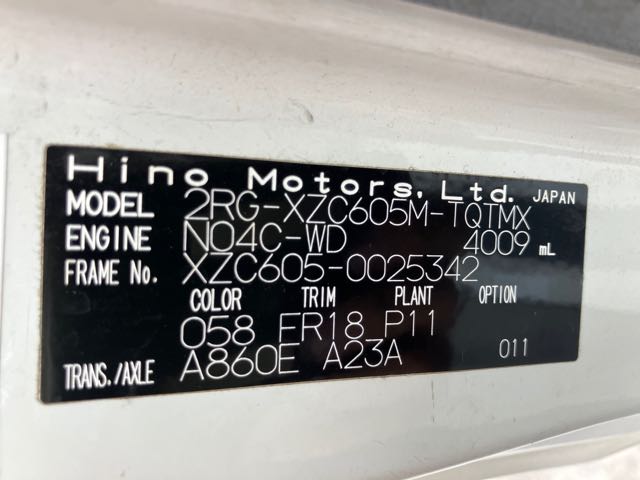 Hino Motors, Ltd. JAPAN
MODEL 2RG-XZC605M-TQTMX
ENGINE N04C-WD 4009 mL
FRAME No. XZC605-0025342
COLOR TRIM PLANT OPTION
058 FR18 P11
TRANS./AXLE A860E A23A 011